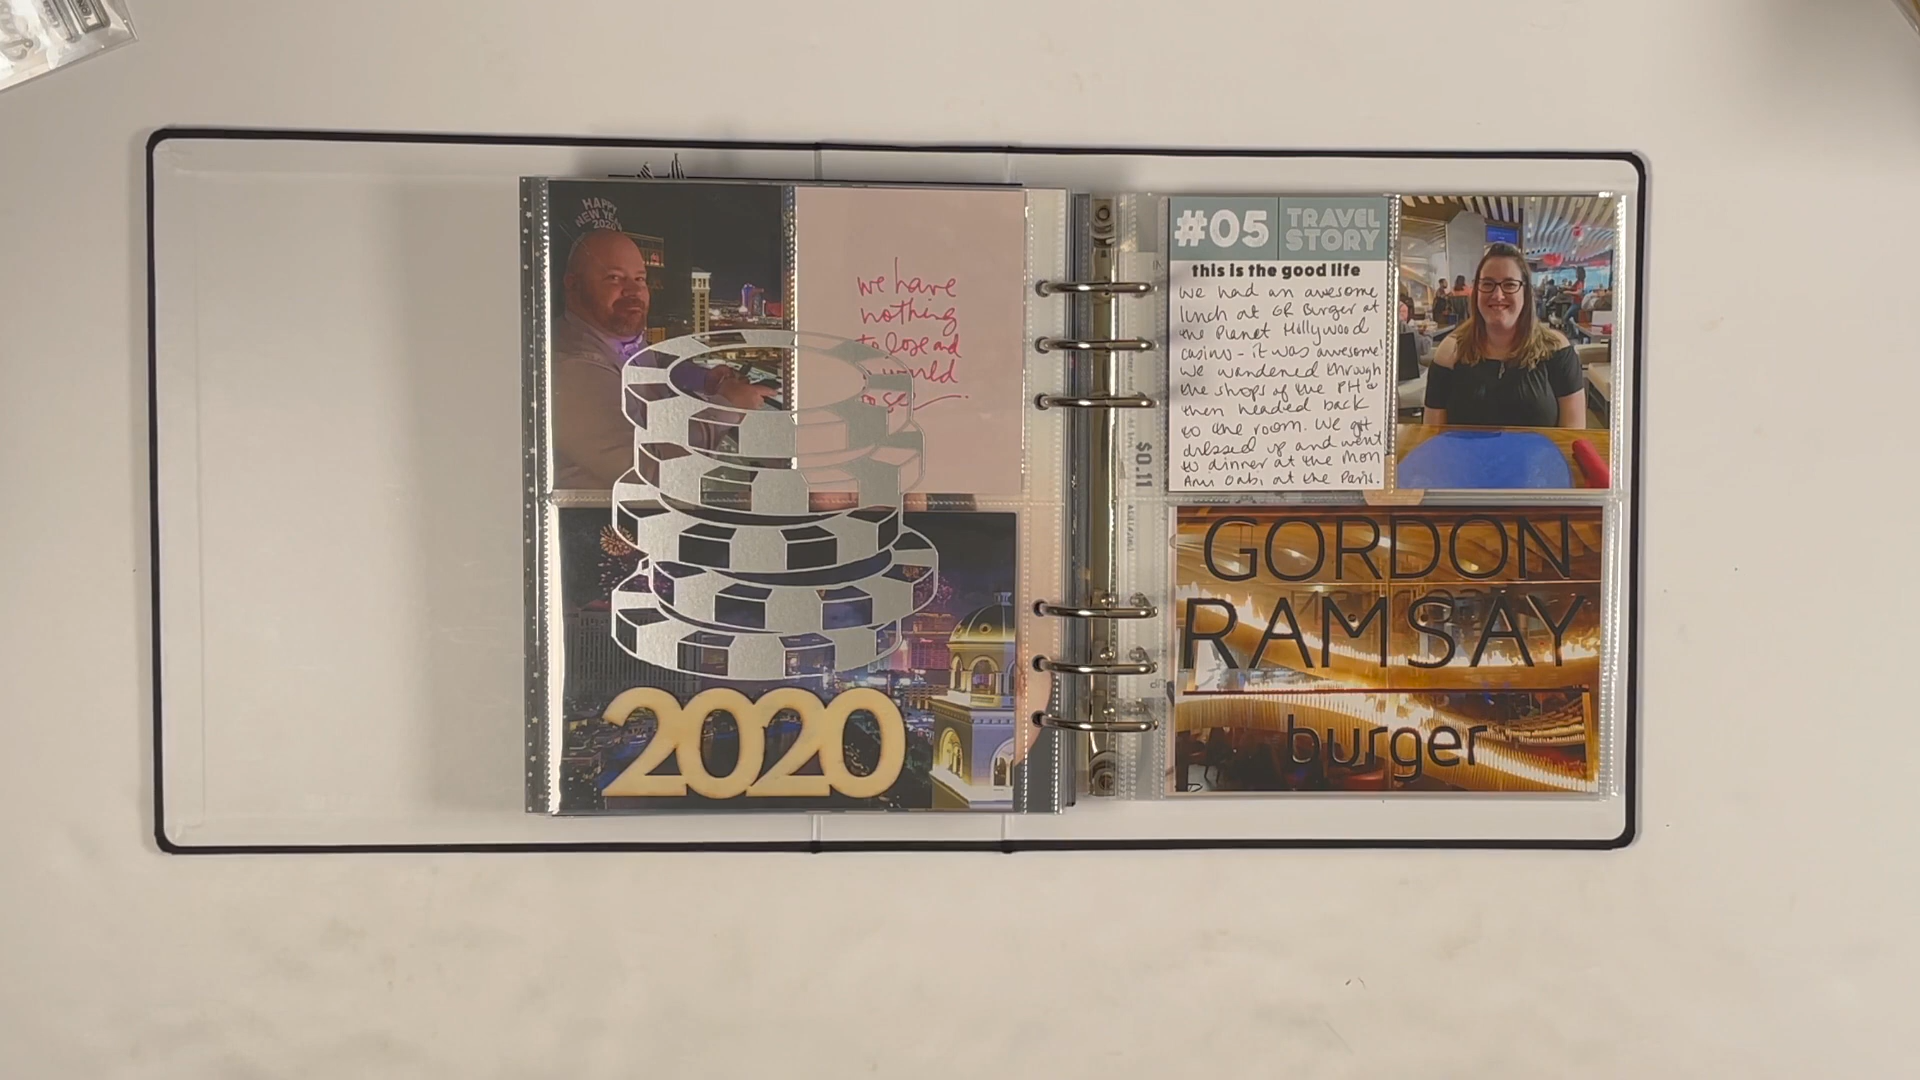 HAPPY
NEW YEAR
2020
we have
nothing
to lose and
world
2020
$0.11
#05
TRAVEL
STORY
this is the good life
We had an awesome
lunch at GR Burger at
the Planet Hollywood
casino - it was awesome!
We wandered through
the shops of the PH &
then headed back
to the room. We got
dressed up and went
to dinner at the Mon
Ami Gabi at the Paris.
GORDON
RAMSAY
burger